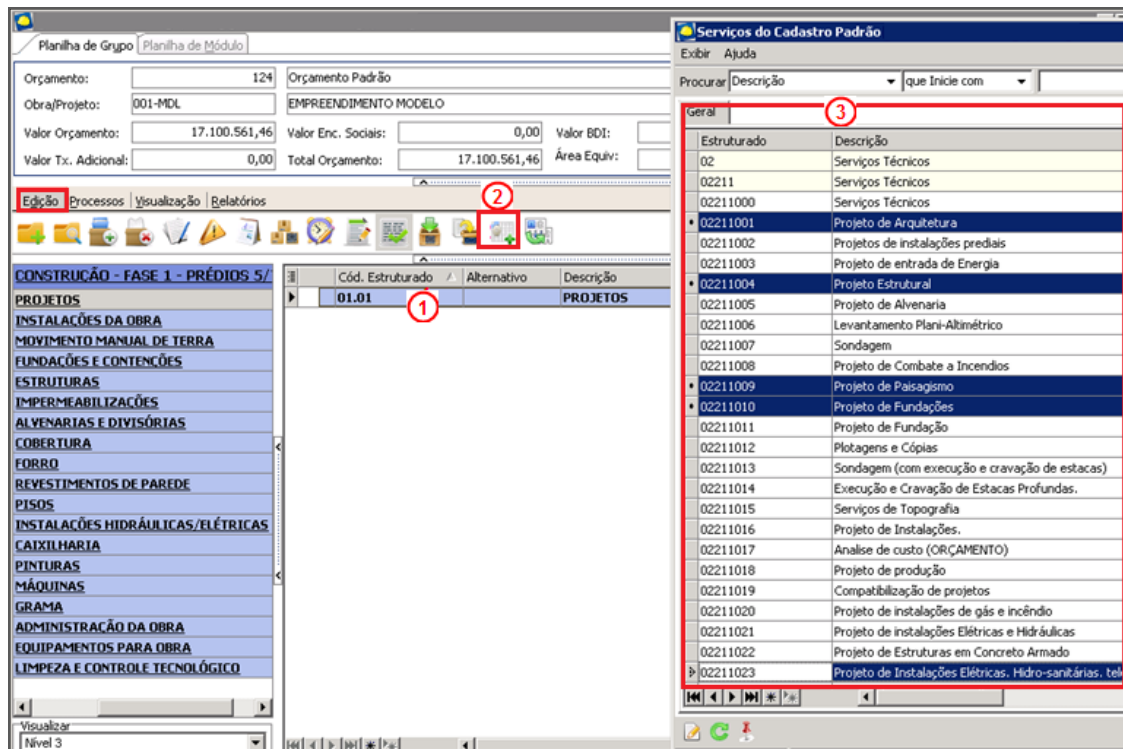 Planilha de Grupo Planilha de Módulo
Orçamento: 124 Orçamento Padrão
Obra/Projeto: 001-MDL EMPREENDIMENTO MODELO
Valor Orçamento: 17.100.561,46 Valor Enc. Sociais: 0,00 Valor BDI:
Valor Tx. Adicional: 0,00 Total Orçamento: 17.100.561,46 Área Equiv:
Edição Processos Visualização Relatórios
2
CONSTRUÇÃO - FASE 1 - PRÉDIOS 5/
PROJETOS
INSTALAÇÕES DA OBRA
MOVIMENTO MANUAL DE TERRA
FUNDAÇÕES E CONTENÇÕES
ESTRUTURAS
IMPERMEABILIZAÇÕES
ALVENARIAS E DIVISÓRIAS
COBERTURA
FORRO
REVESTIMENTOS DE PAREDE
PISOS
INSTALAÇÕES HIDRÁULICAS/ELÉTRICAS
CAIXILHARIA
PINTURAS
MÁQUINAS
GRAMA
ADMINISTRAÇÃO DA OBRA
EQUIPAMENTOS PARA OBRA
LIMPEZA E CONTROLE TECNOLÓGICO
Visualizar
Nível 3
Cód. Estruturado Alternativo Descrição
01.01 PROJETOS
1
Serviços do Cadastro Padrão
Exibir Ajuda
Procurar Descrição que Inicie com
Geral
3
Estruturado Descrição
02 Serviços Técnicos
02211 Serviços Técnicos
02211000 Serviços Técnicos
02211001 Projeto de Arquitetura
02211002 Projetos de instalações prediais
02211003 Projeto de entrada de Energia
02211004 Projeto Estrutural
02211005 Projeto de Alvenaria
02211006 Levantamento Plani-Altimétrico
02211007 Sondagem
02211008 Projeto de Combate a Incendios
02211009 Projeto de Paisagismo
02211010 Projeto de Fundações
02211011 Projeto de Fundação
02211012 Plotagens e Cópias
02211013 Sondagem (com execução e cravação de estacas)
02211014 Execução e Cravação de Estacas Profundas.
02211015 Serviços de Topografia
02211016 Projeto de Instalações.
02211017 Analise de custo (ORÇAMENTO)
02211018 Projeto de produção
02211019 Compatibilização de projetos
02211020 Projeto de instalações de gás e incêndio
02211021 Projeto de instalações Elétricas e Hidráulicas
02211022 Projeto de Estruturas em Concreto Armado
02211023 Projeto de Instalações Elétricas. Hidro-sanitárias. tel